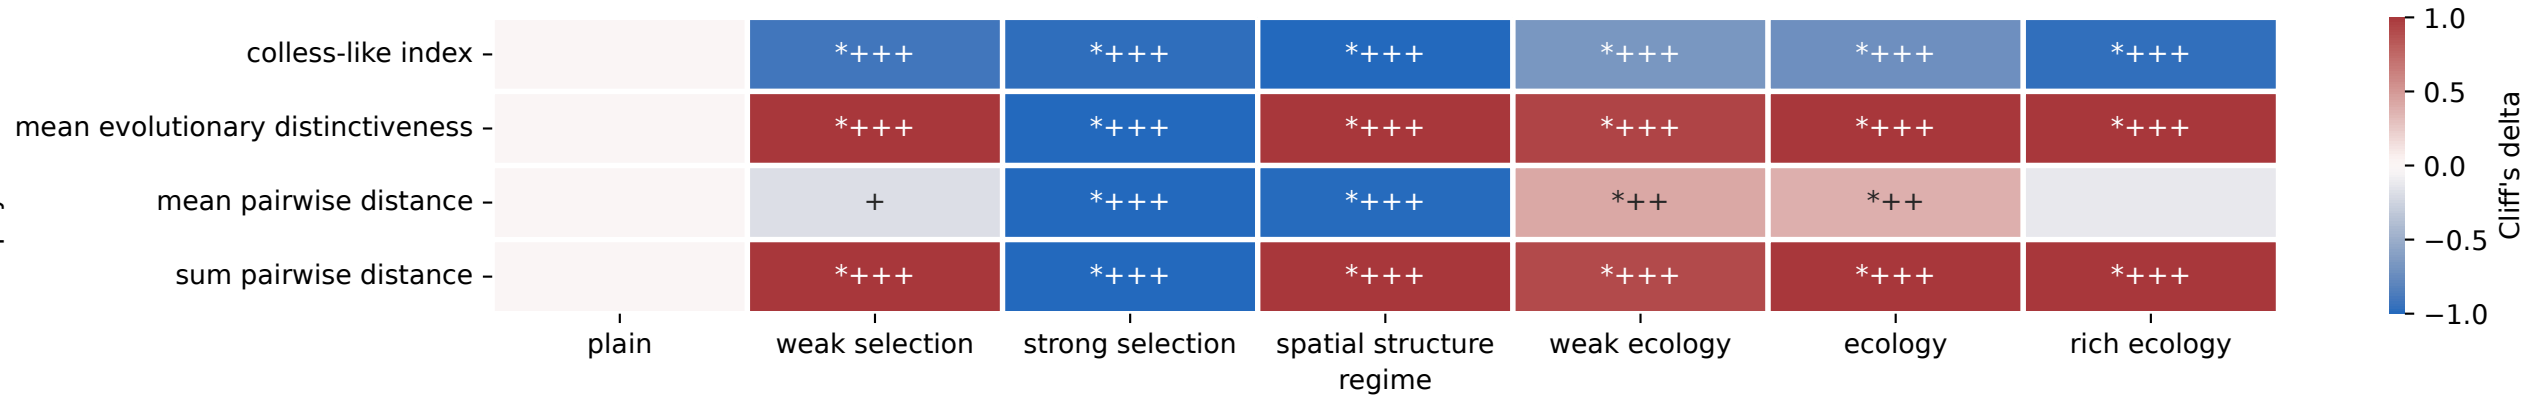 colless-like index *+++ *+++ *+++ *+++ *+++ *+++
mean evolutionary distinctiveness *+++ *+++ *+++ *+++ *+++ *+++
mean pairwise distance + *+++ *+++ *++ *++
sum pairwise distance *+++ *+++ *+++ *+++ *+++ *+++
plain weak selection strong selection spatial structure weak ecology ecology rich ecology
regime
1.0
0.5
0.0
−0.5
−1.0
Cliff's delta